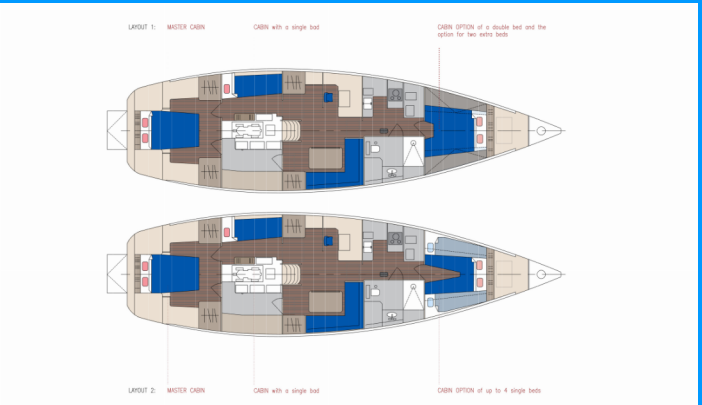 LAYOUT 1: MASTER CABIN CABIN with a single bad CABIN OPTION of a double bed and the
option for two extra beds
LAYOUT 2: MASTER CABIN CABIN with a single bad CABIN OPTION of up to 4 single beds